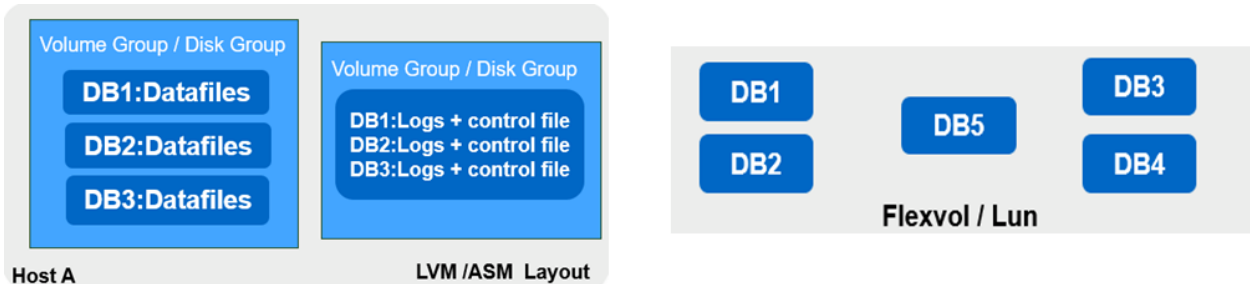 Volume Group / Disk Group
DB1:Datafiles
DB2:Datafiles
DB3:Datafiles
Volume Group / Disk Group
DB1:Logs + control file
DB2:Logs + control file
DB3:Logs + control file
Host A
LVM /ASM Layout
DB1
DB2
DB5
DB3
DB4
Flexvol / Lun